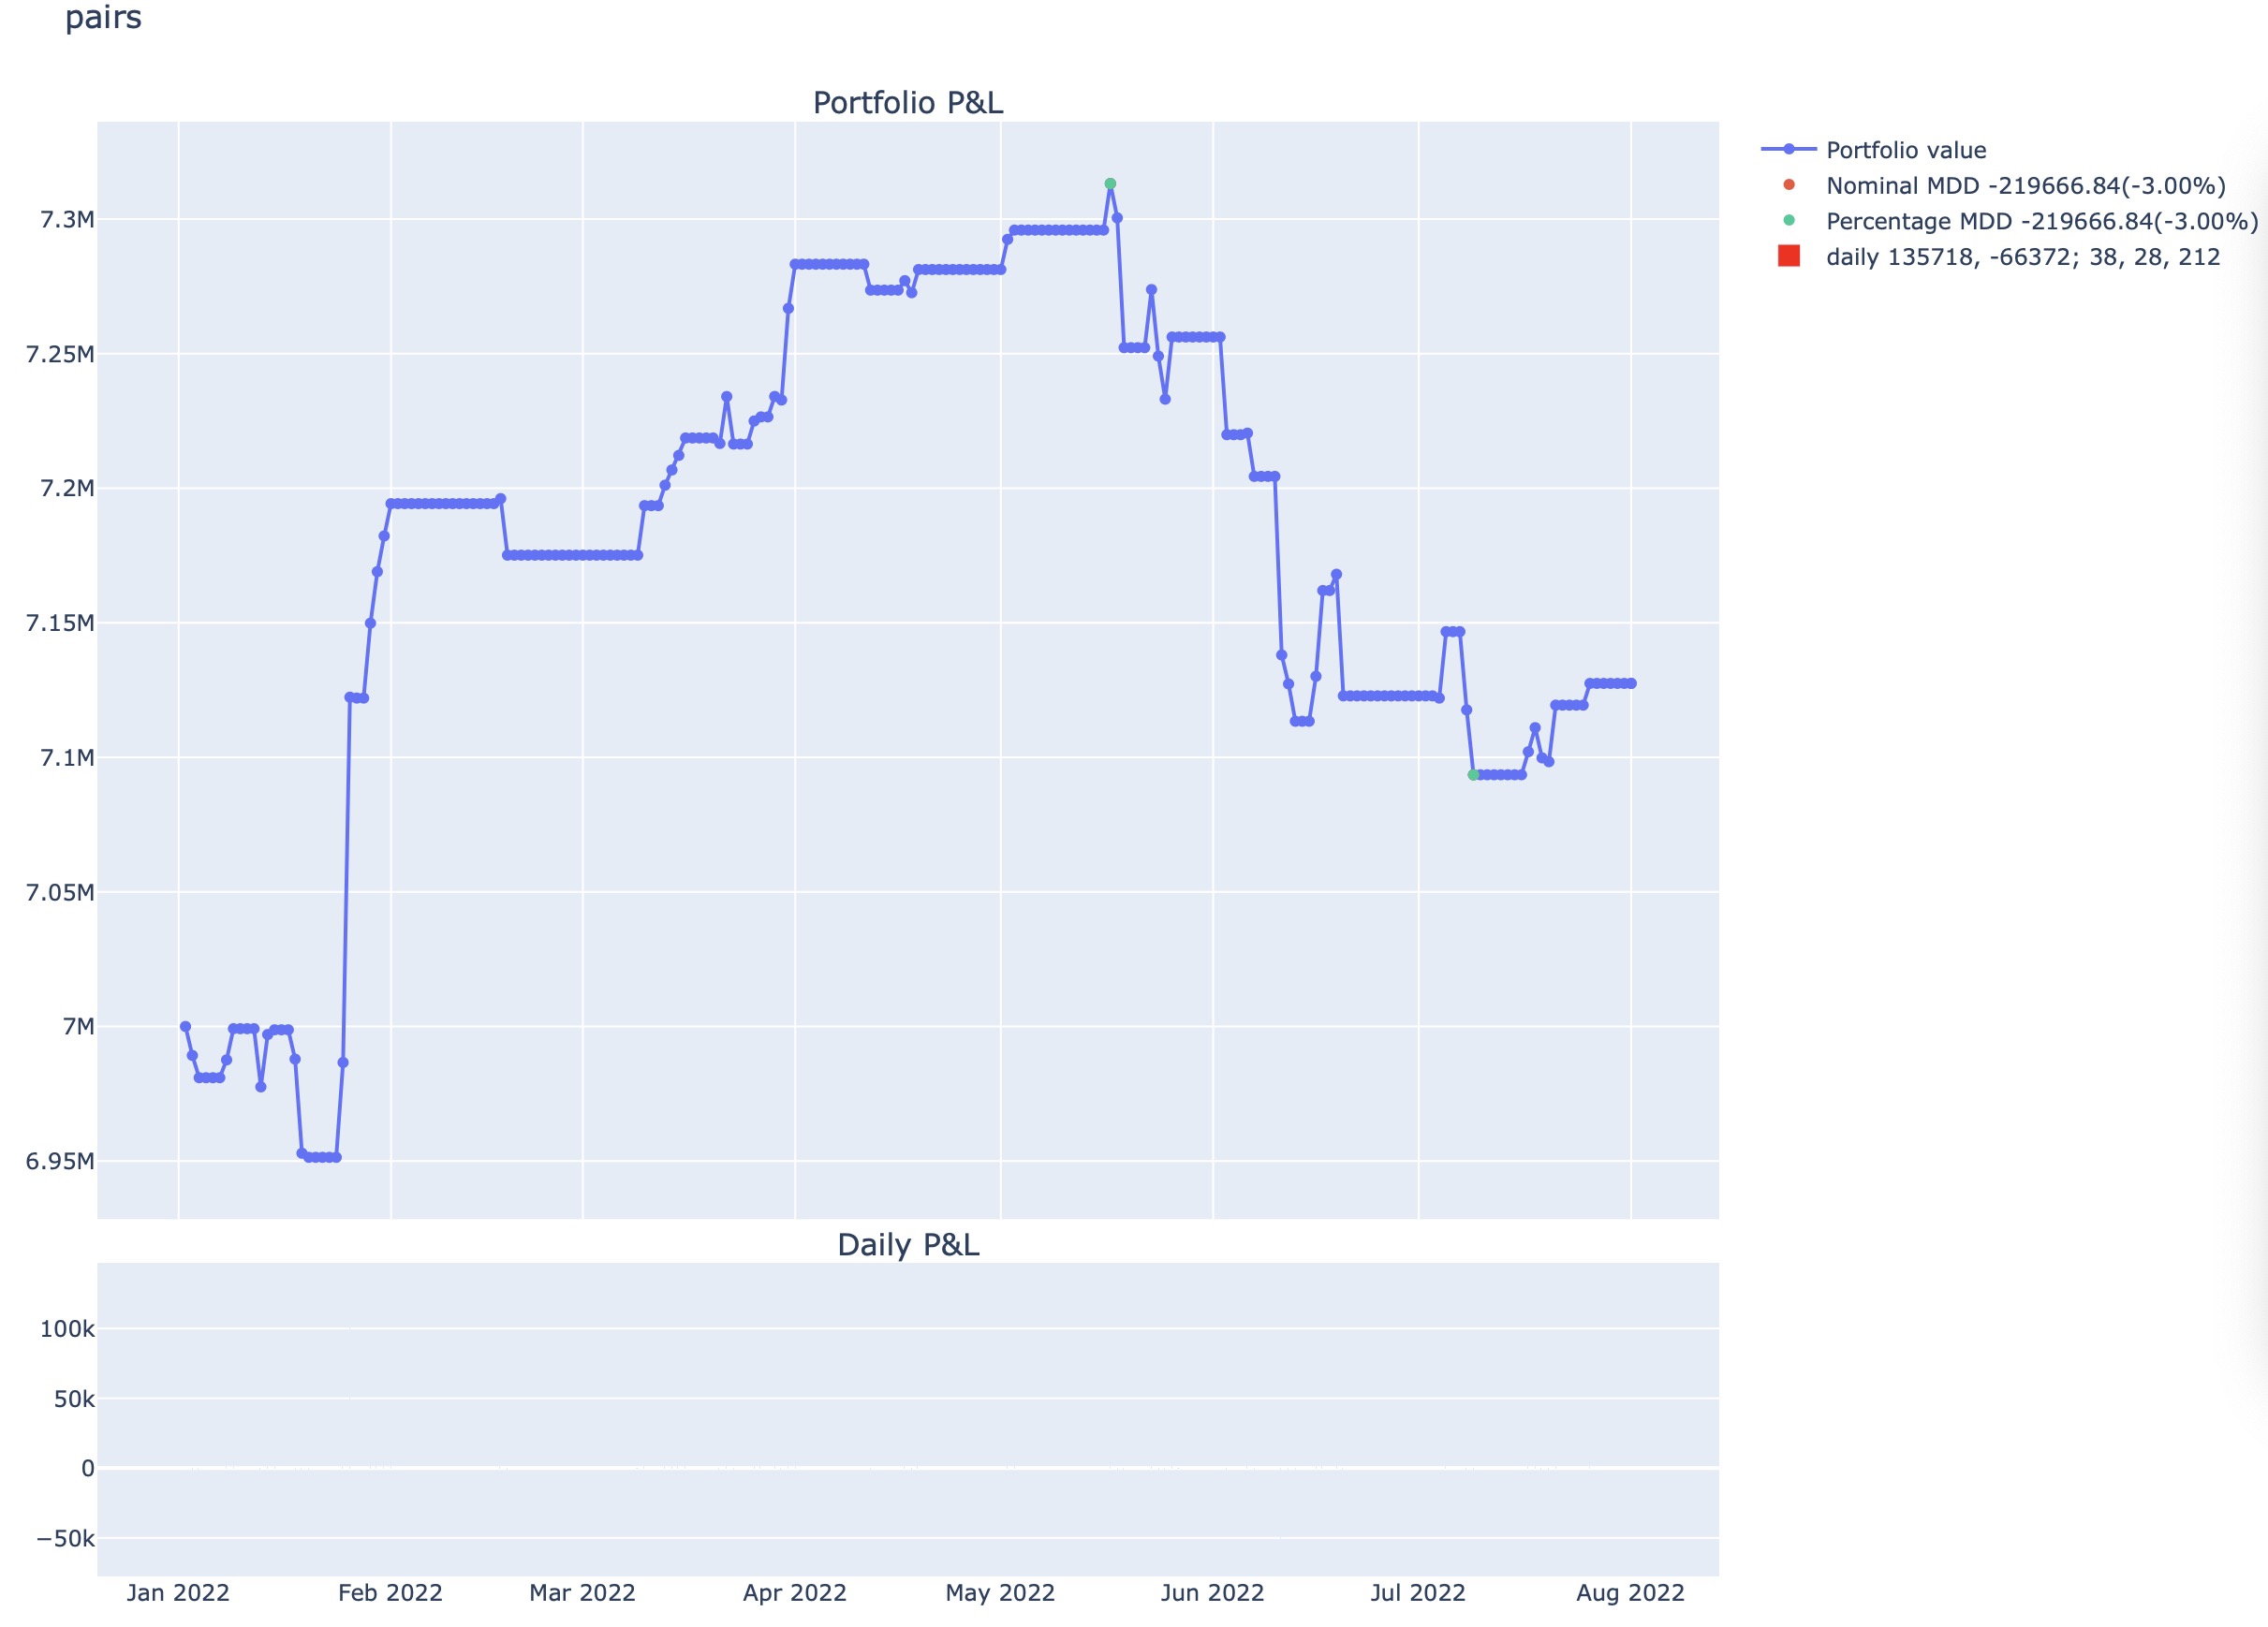 pairs
Portfolio P&L
Portfolio value
Nominal MDD -219666.84(-3.00%)
Percentage MDD -219666.84(-3.00%)
daily 135718, -66372; 38, 28, 212
7.3M
7.25M
7.2M
7.15M
7.1M
7.05M
7M
6.95M
Daily P&L
100k
50k
0
−50k
Jan 2022 Feb 2022 Mar 2022 Apr 2022 May 2022 Jun 2022 Jul 2022 Aug 2022